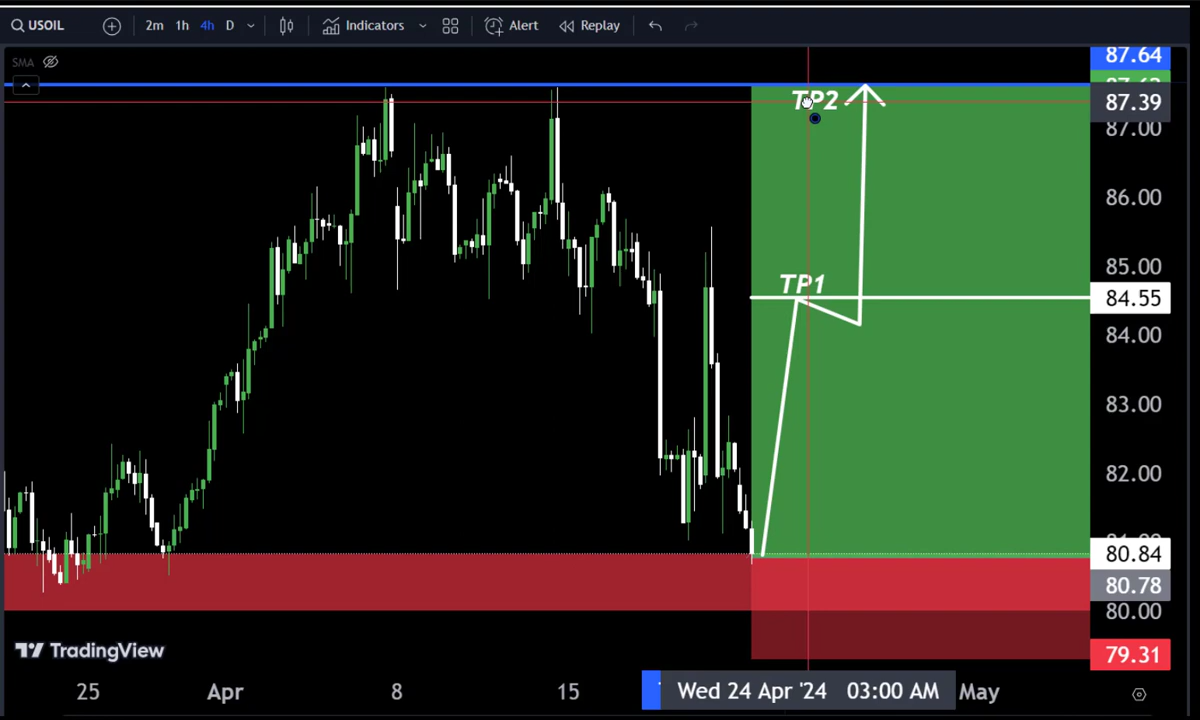 USOIL 2m 1h 4h D Indicators Alert Replay
SMA
87.64
TP2
87.39
87.00
86.00
85.00
TP1
84.55
84.00
83.00
82.00
80.84
80.78
80.00
TradingView
79.31
25 Apr 8 15 Wed 24 Apr '24 03:00 AM May